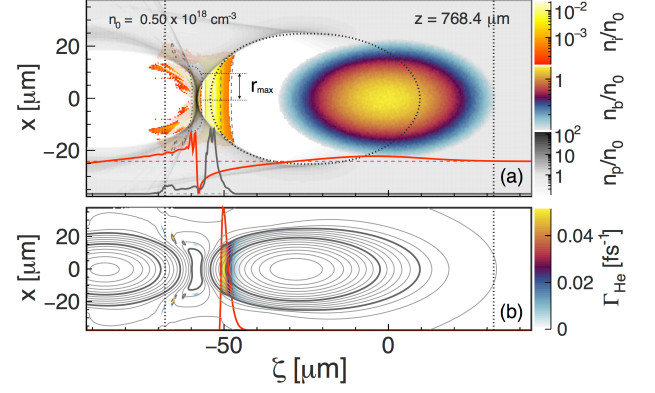 n₀ = 0.50 x 10¹⁸ cm⁻³
z = 768.4 μm
20
0
−20
x [μm]
r_max
(a)
10⁻²
10⁻³
nᵢ/n₀
1
n_b/n₀
10²
10
1
n_p/n₀
20
0
−20
x [μm]
(b)
0.04
0.02
0
Γ_He [fs⁻¹]
−50
0
ζ [μm]